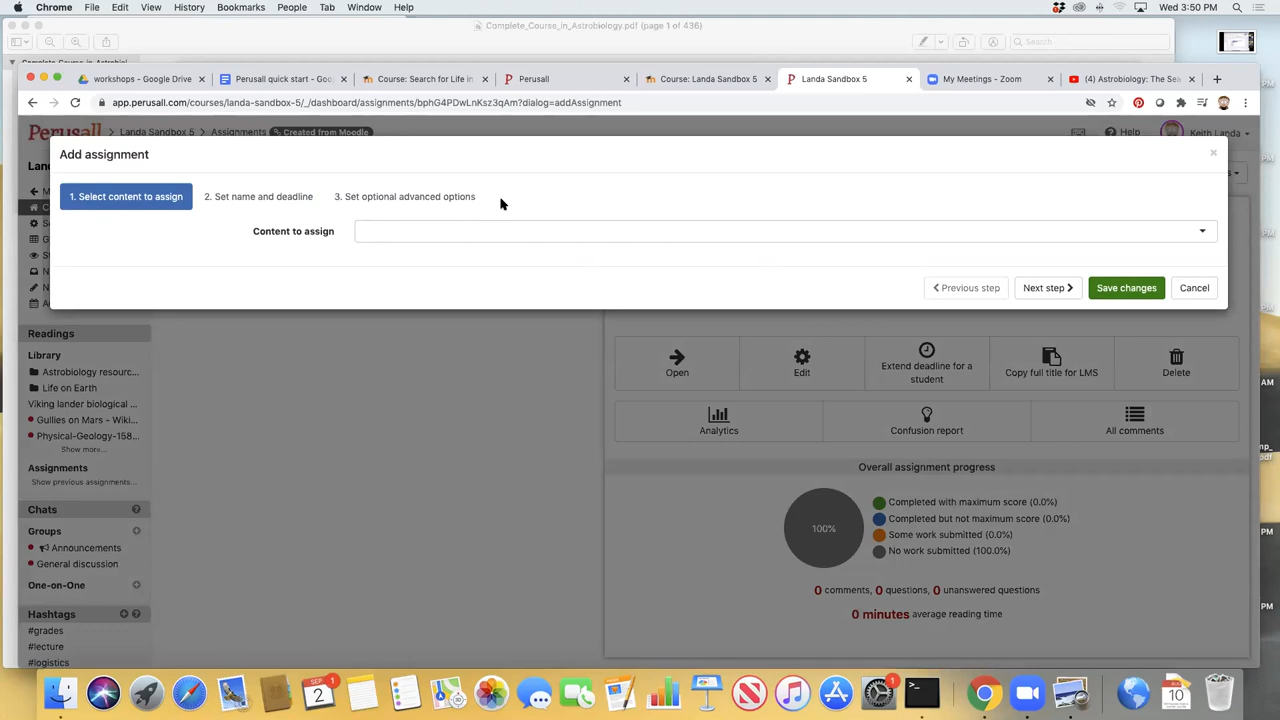 Chrome File Edit View History Bookmarks People Tab Window Help Wed 3:50 PM
Complete_Course_in_Astrobiology.pdf (page 1 of 436)
Search
workshops - Google Drive
Perusall quick start - Goo
Course: Search for Life in
Perusall
Course: Landa Sandbox 5
Landa Sandbox 5
My Meetings - Zoom
(4) Astrobiology: The Sea
app.perusall.com/courses/landa-sandbox-5/_/dashboard/assignments/bphG4PDwLnKsz3qAm?dialog=addAssignment
Perusall Landa Sandbox 5 Assignments Created from Moodle Help Keith Landa
Add assignment
1. Select content to assign 2. Set name and deadline 3. Set optional advanced options
Content to assign
Previous step Next step Save changes Cancel
Readings
Library
Astrobiology resourc...
Life on Earth
Viking lander biological ...
Gullies on Mars - Wiki...
Physical-Geology-158...
Show more...
Assignments
Show previous assignments...
Chats
Groups
Announcements
General discussion
One-on-One
Hashtags
#grades
#lecture
#logistics
Open
Edit
Extend deadline for a
student
Copy full title for LMS
Delete
Analytics
Confusion report
All comments
Overall assignment progress
100%
Completed with maximum score (0.0%)
Completed but not maximum score (0.0%)
Some work submitted (0.0%)
No work submitted (100.0%)
0 comments, 0 questions, 0 unanswered questions
0 minutes average reading time
SEP
2
1
1
10